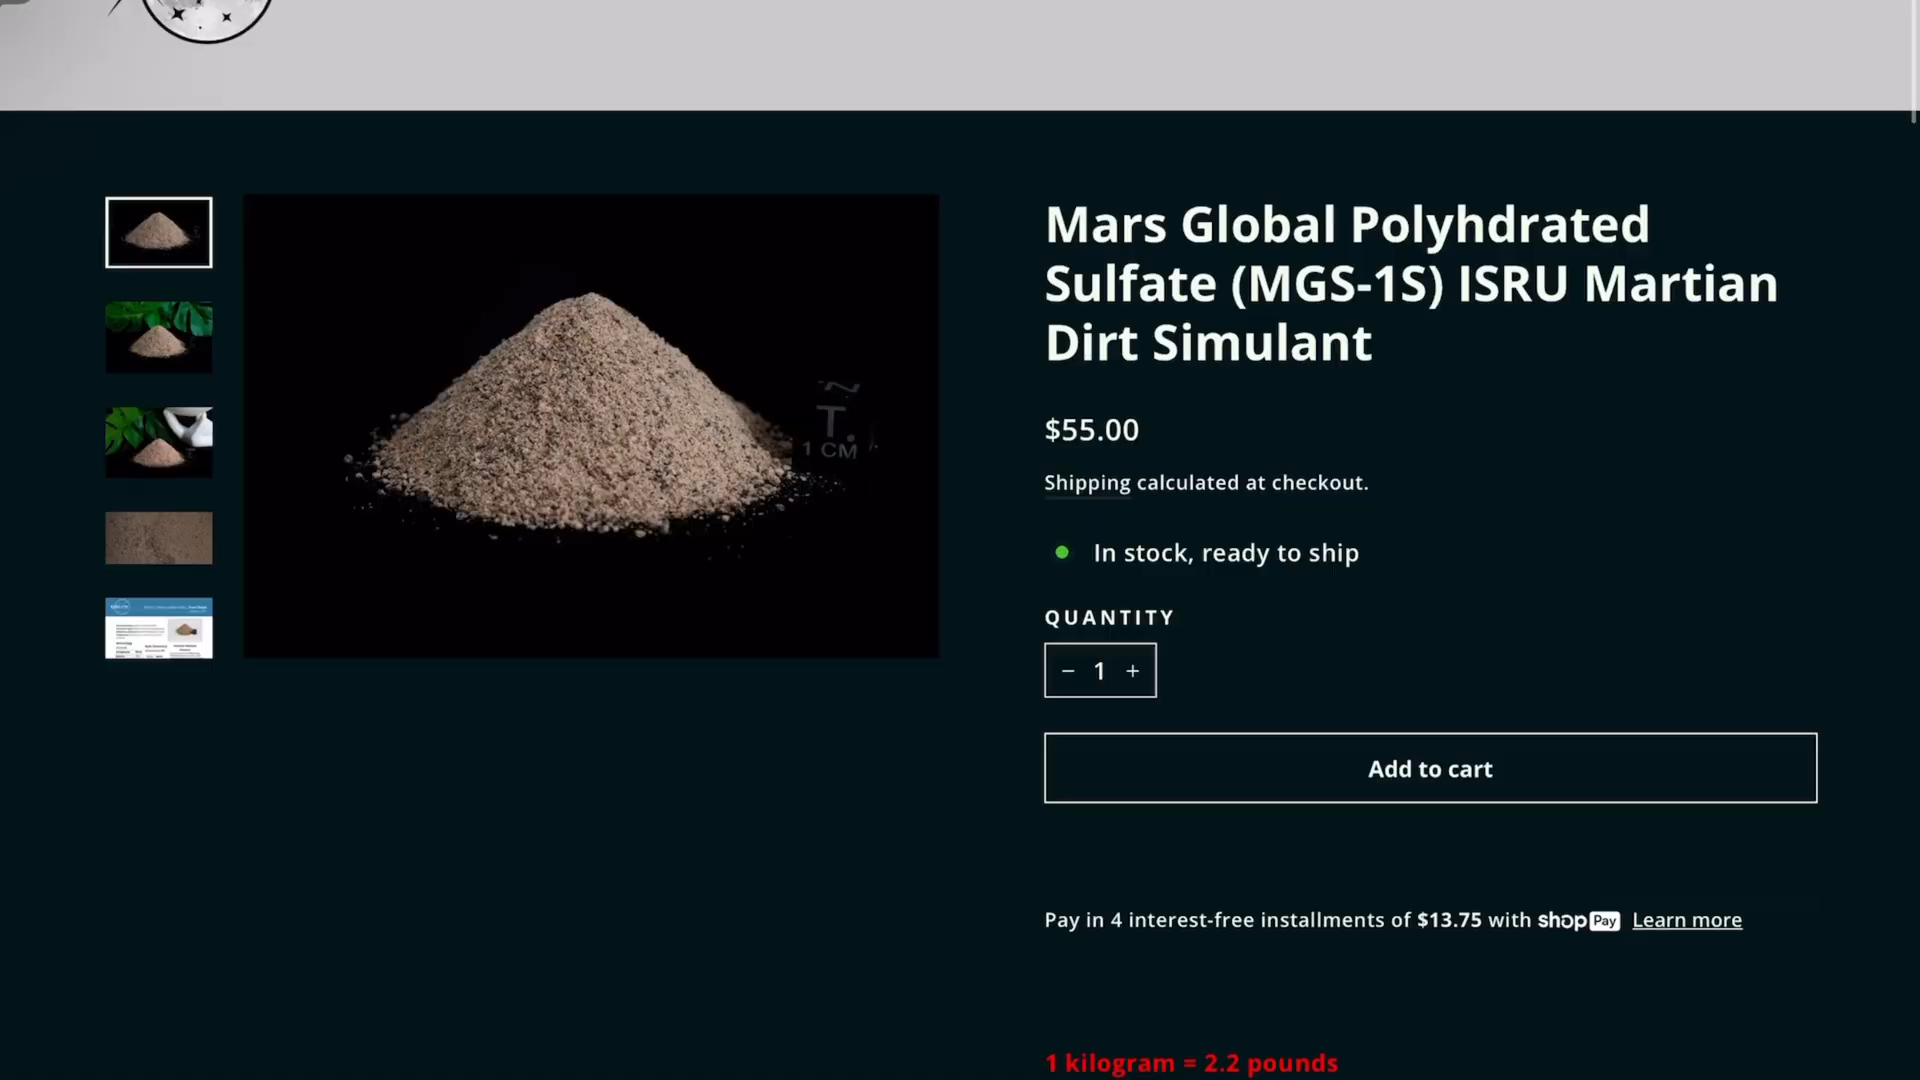 Mars Global Polyhdrated
Sulfate (MGS-1S) ISRU Martian
Dirt Simulant
$55.00
Shipping calculated at checkout.
In stock, ready to ship
QUANTITY
− 1 +
Add to cart
Pay in 4 interest-free installments of $13.75 with shop Pay Learn more
1 kilogram = 2.2 pounds
T.
1 CM